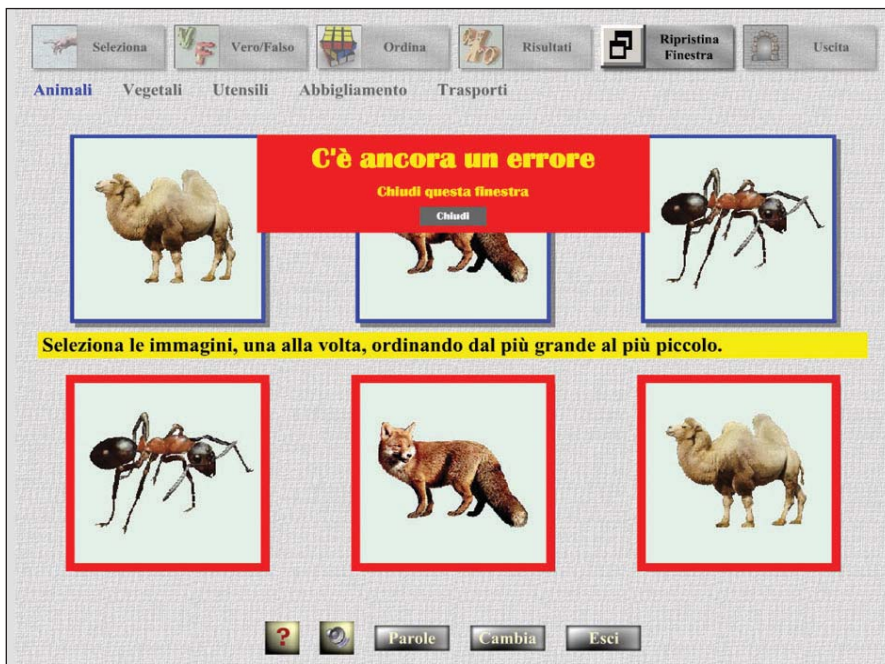 Seleziona
Vero/Falso
Ordina
Risultati
Ripristina
Finestra
Uscita
Animali Vegetali Utensili Abbigliamento Trasporti
C'è ancora un errore
Chiudi questa finestra
Chiudi
Seleziona le immagini, una alla volta, ordinando dal più grande al più piccolo.
?
Parole
Cambia
Esci